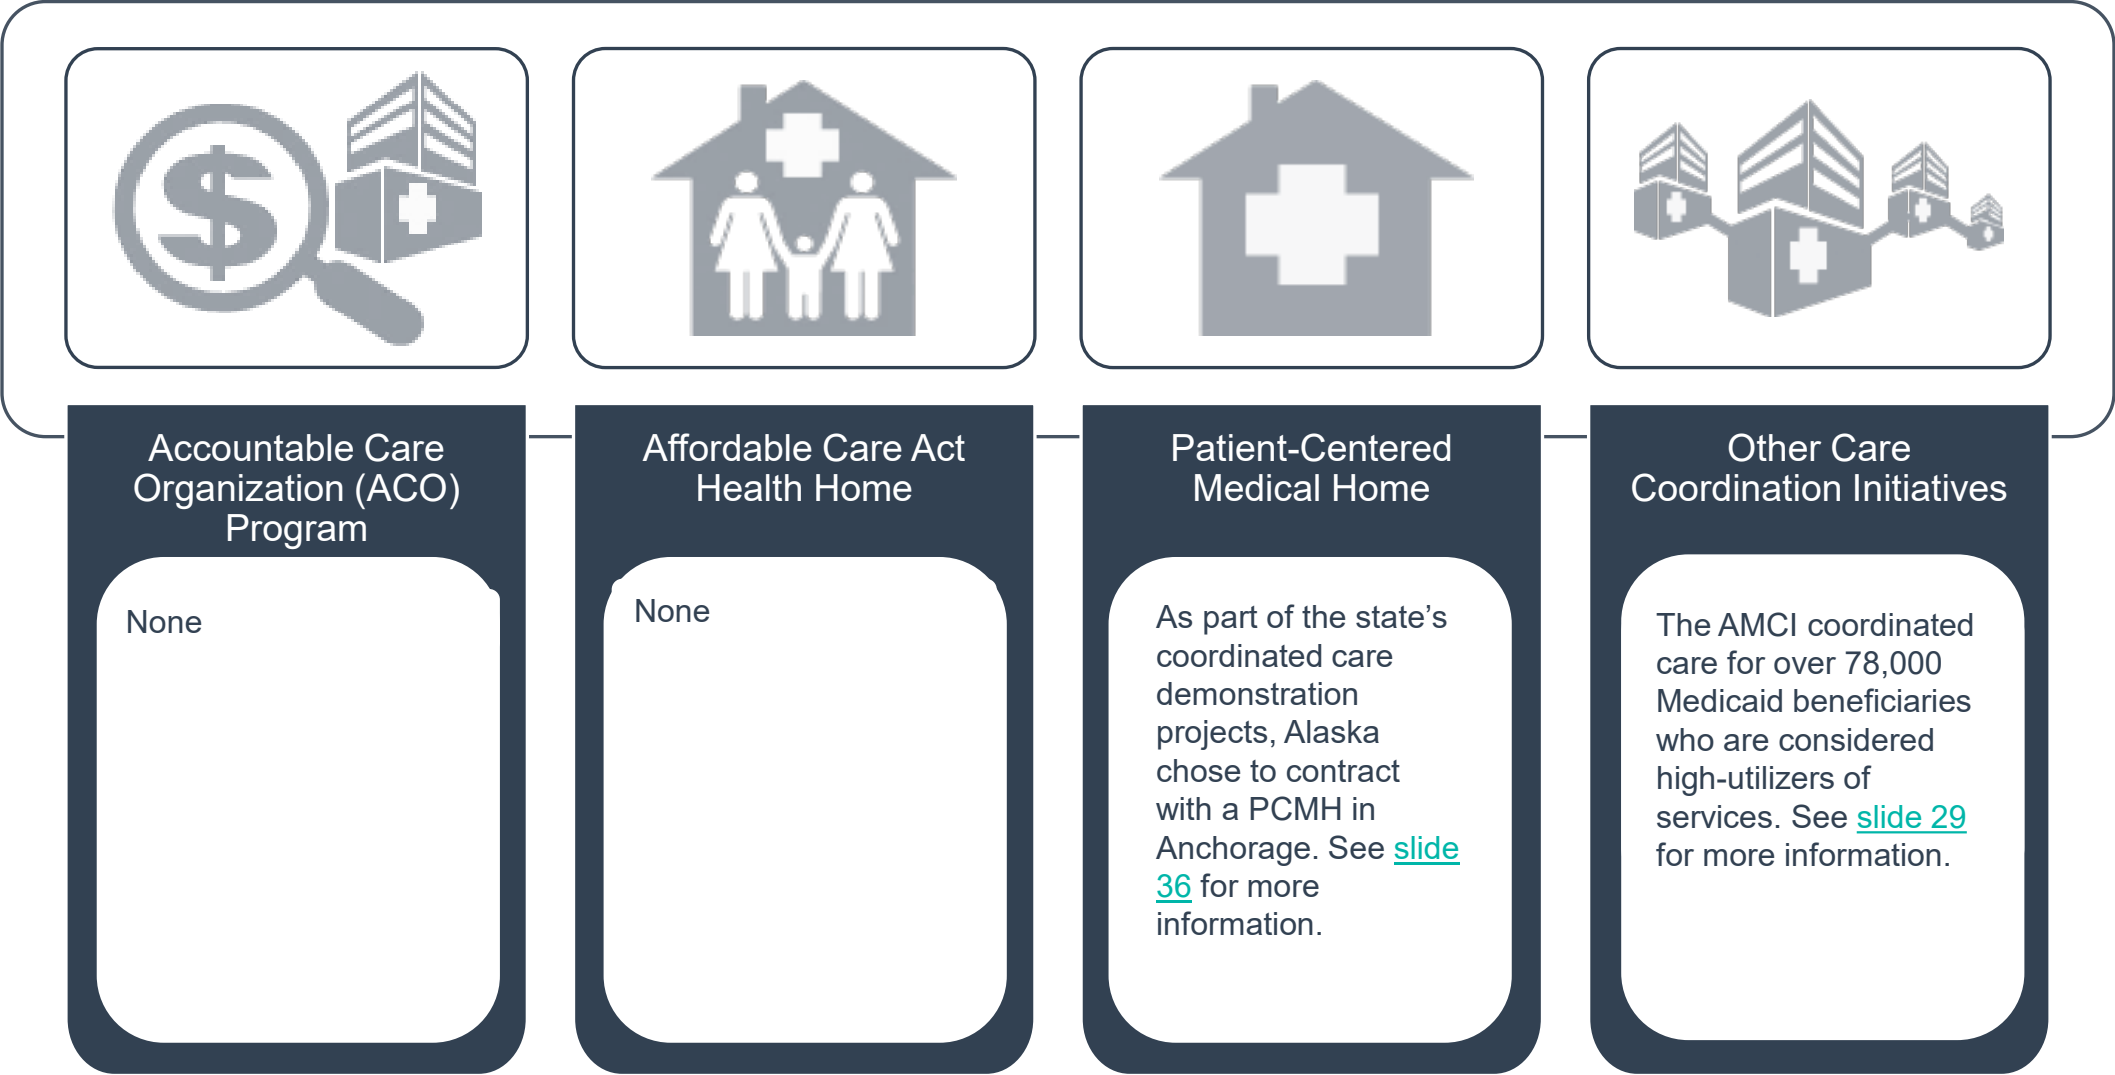 Accountable Care
Organization (ACO)
Program
None
Affordable Care Act
Health Home
None
Patient-Centered
Medical Home
As part of the state’s
coordinated care
demonstration
projects, Alaska
chose to contract
with a PCMH in
Anchorage. See slide
36 for more
information.
Other Care
Coordination Initiatives
The AMCI coordinated
care for over 78,000
Medicaid beneficiaries
who are considered
high-utilizers of
services. See slide 29
for more information.